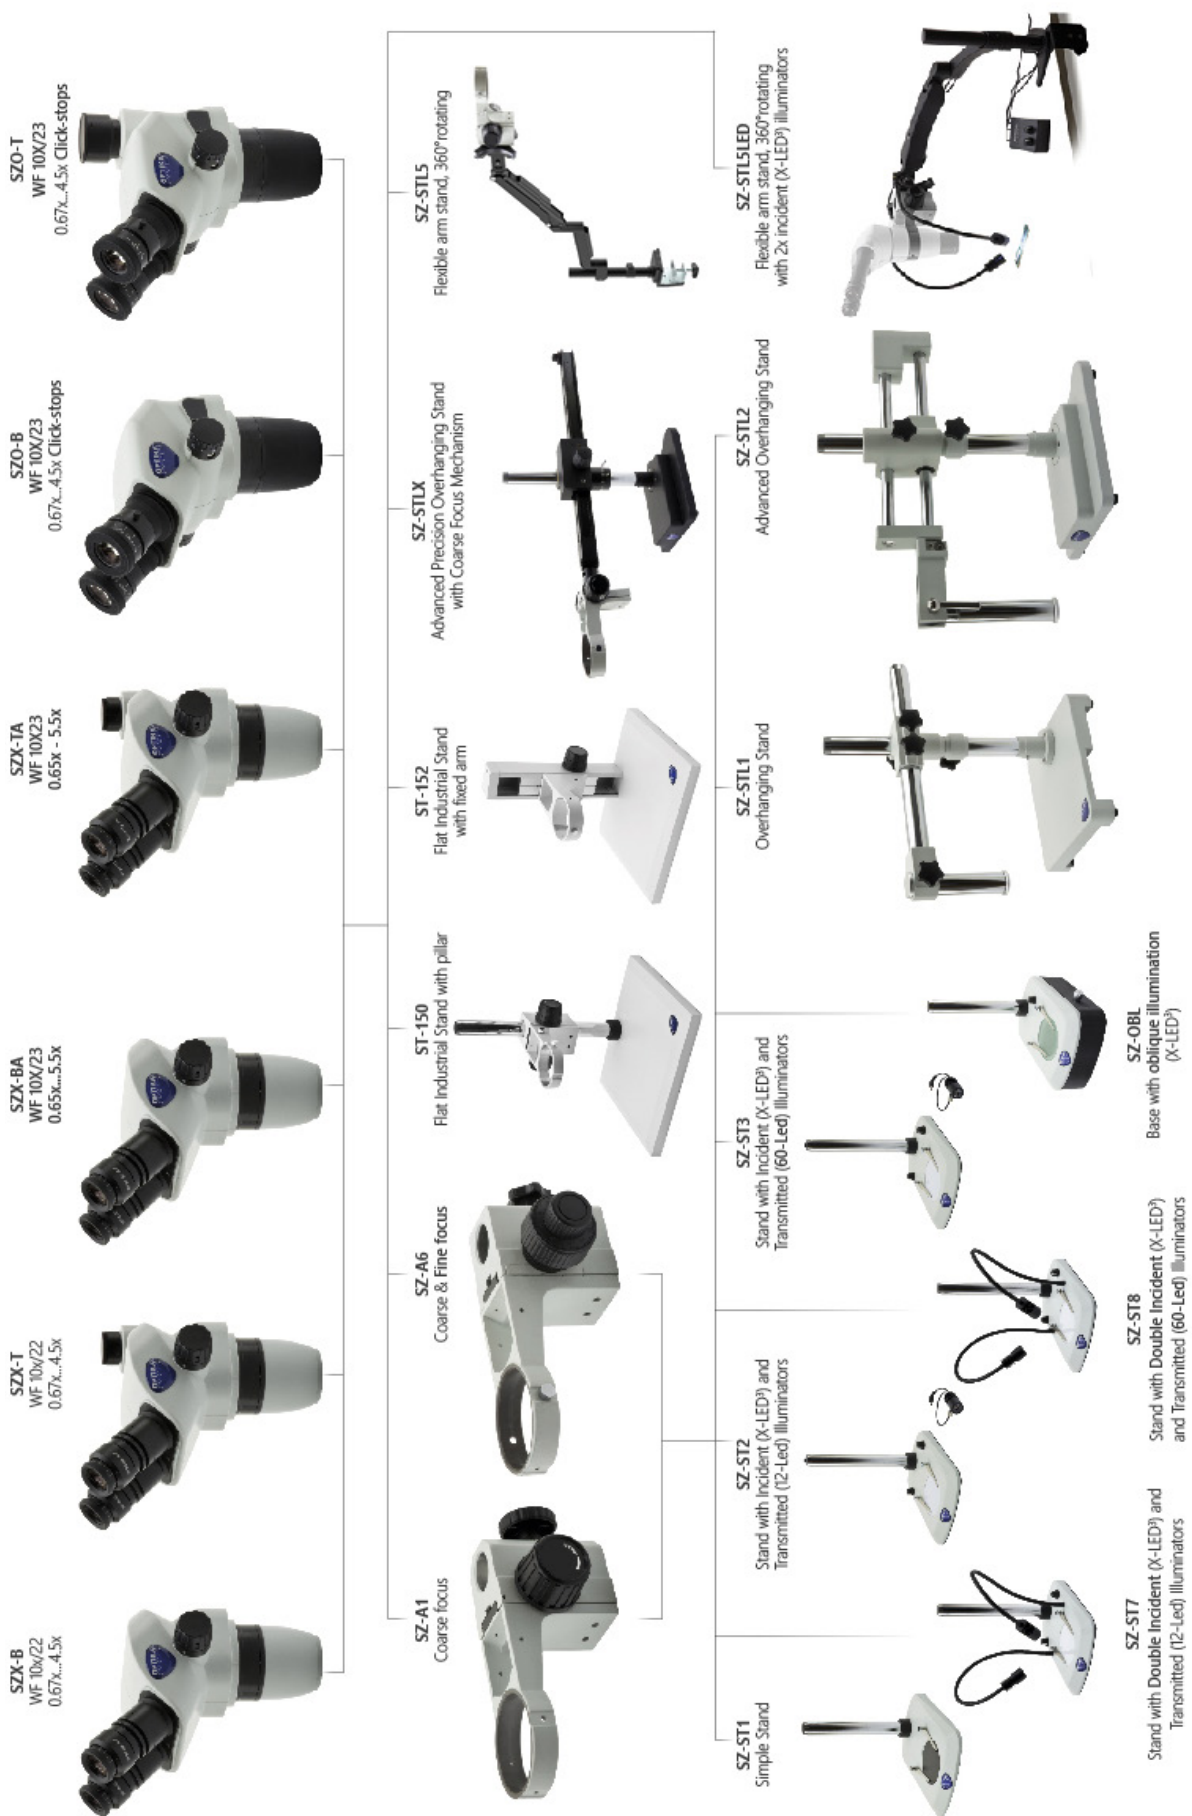 SZX-B
WF 10x/22
0.67x...4.5x
SZX-T
WF 10x/22
0.67x...4.5x
SZX-BA
WF 10X/23
0.65x...5.5x
SZX-TA
WF 10X23
0.65x - 5.5x
SZO-B
WF 10X/23
0.67x...4.5x Click-stops
SZO-T
WF 10X/23
0.67x...4.5x Click-stops
SZ-A1
Coarse focus
SZ-A6
Coarse & Fine focus
ST-150
Flat Industrial Stand with pillar
ST-152
Flat Industrial Stand
with fixed arm
SZ-STLX
Advanced Precision Overhanging Stand
with Coarse Focus Mechanism
SZ-STL5
Flexible arm stand, 360°rotating
SZ-ST1
Simple Stand
SZ-ST2
Stand with Incident (X-LED³) and
Transmitted (12-Led) Illuminators
SZ-ST3
Stand with Incident (X-LED³) and
Transmitted (60-Led) Illuminators
SZ-STL1
Overhanging Stand
SZ-STL2
Advanced Overhanging Stand
SZ-STL5LED
Flexible arm stand, 360°rotating
with 2x incident (X-LED³) illuminators
SZ-ST7
Stand with Double Incident (X-LED³) and
Transmitted (12-Led) Illuminators
SZ-ST8
Stand with Double Incident (X-LED³)
and Transmitted (60-Led) Illuminators
SZ-OBL
Base with oblique illumination
(X-LED³)